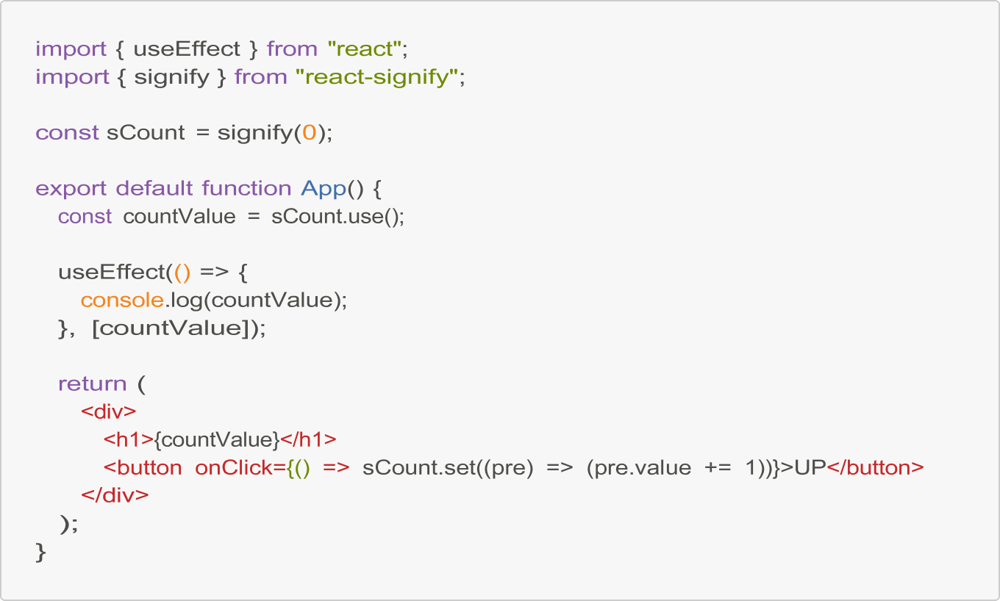 import { useEffect } from "react";
import { signify } from "react-signify";
const sCount = signify(0);
export default function App() {
const countValue = sCount.use();
useEffect(() => {
console.log(countValue);
}, [countValue]);
return (
<div>
<h1>{countValue}</h1>
<button onClick={() => sCount.set((pre) => (pre.value += 1))}>UP</button>
</div>
);
}